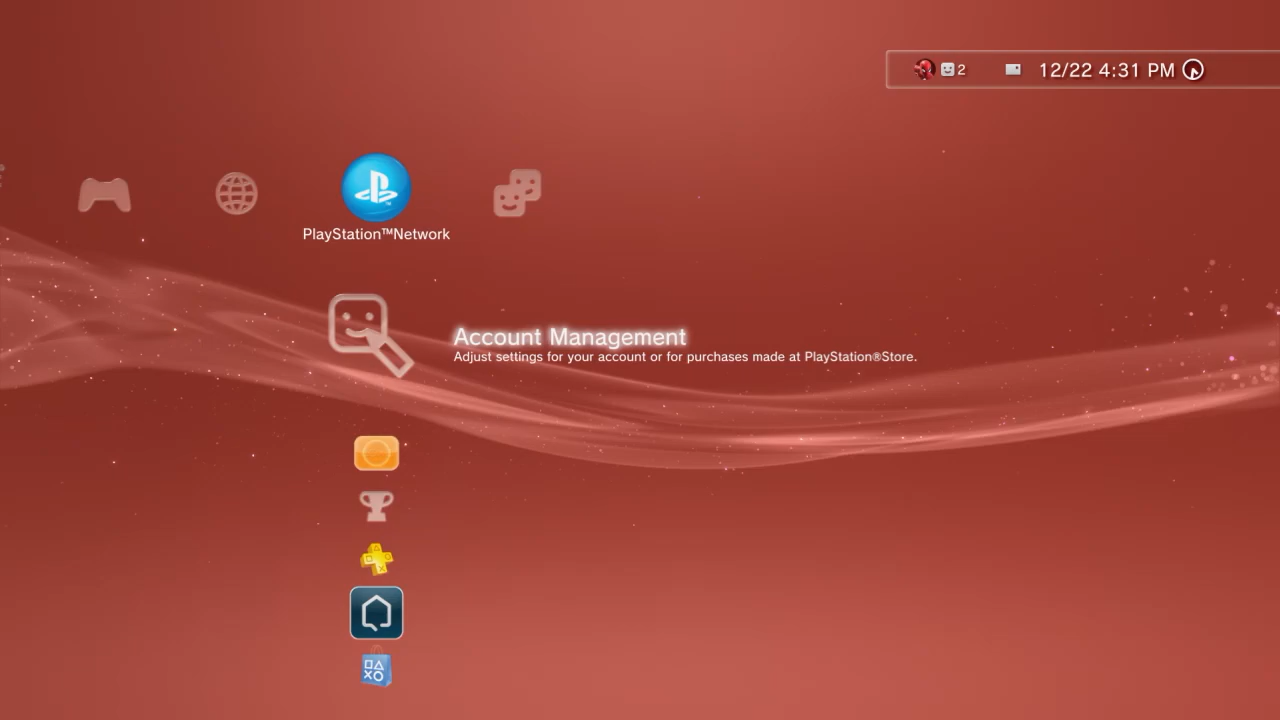 2
12/22 4:31 PM
PlayStation™Network
Account Management
Adjust settings for your account or for purchases made at PlayStation®Store.